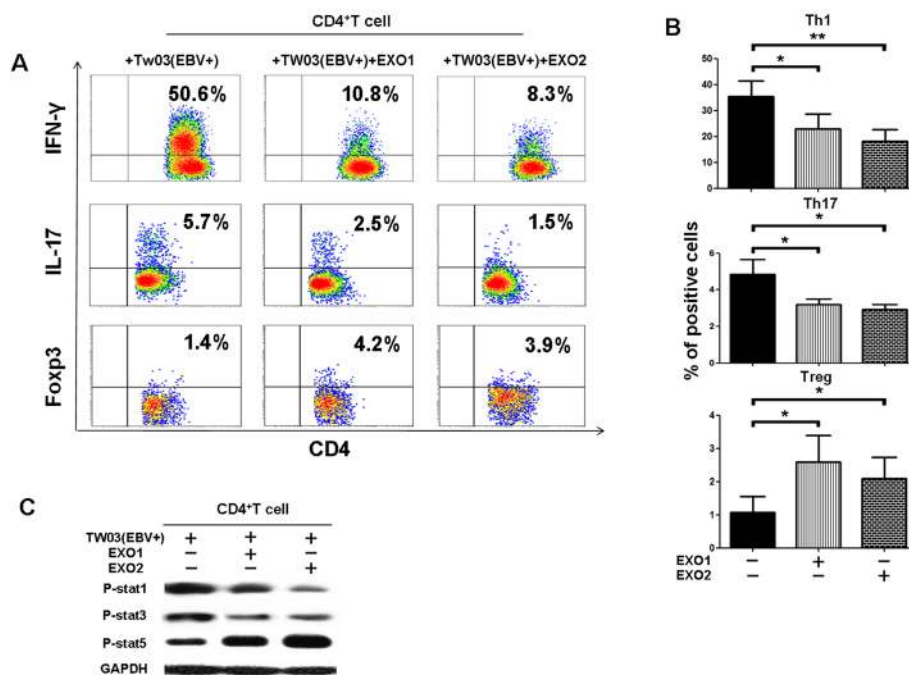 A
CD4⁺T cell
+Tw03(EBV+) +TW03(EBV+)+EXO1 +TW03(EBV+)+EXO2
IFN-γ 50.6% 10.8% 8.3%
IL-17 5.7% 2.5% 1.5%
Foxp3 1.4% 4.2% 3.9%
CD4
B
Th1
**
*
50
40
30
20
10
0
Th17
*
*
6
4
2
0
% of positive cells
Treg
*
*
4
3
2
1
0
EXO1 − + −
EXO2 − − +
C
CD4⁺T cell
TW03(EBV+) + + +
EXO1 − + −
EXO2 − − +
P-stat1
P-stat3
P-stat5
GAPDH